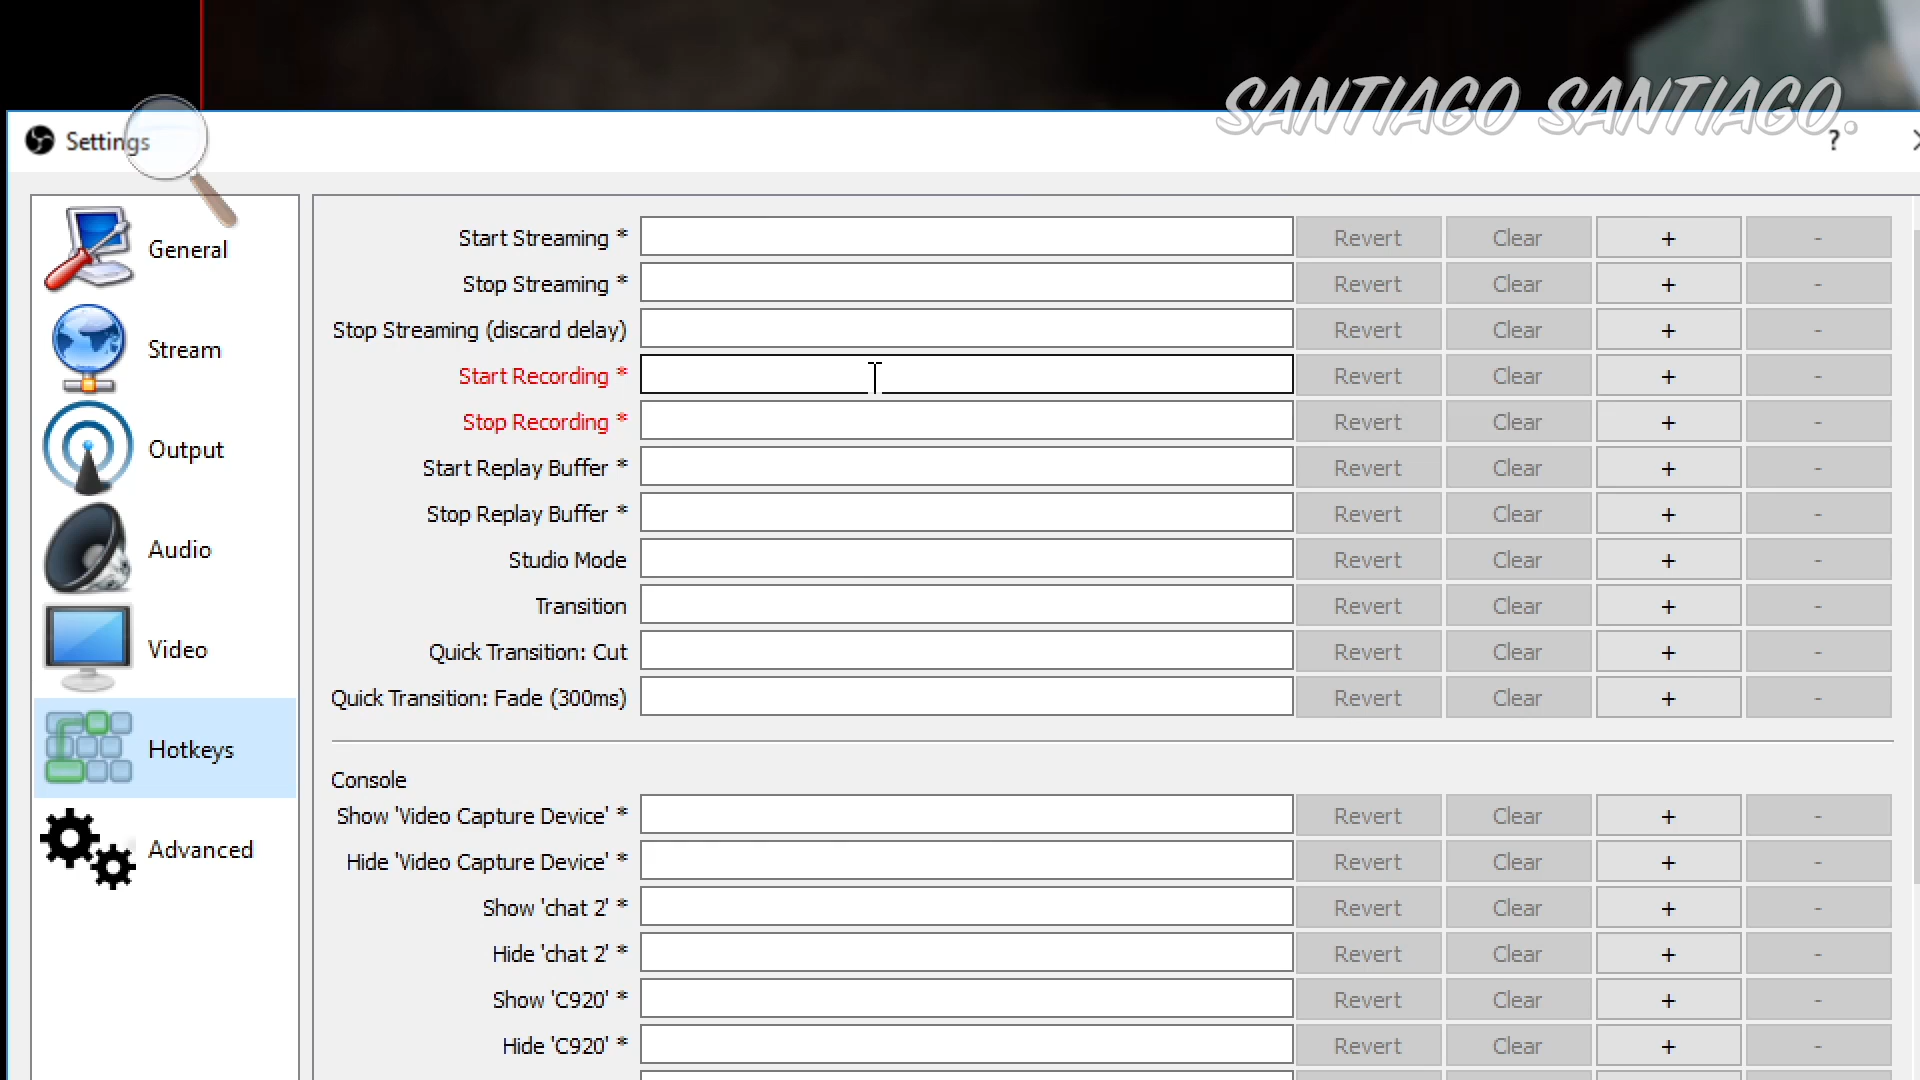 SANTIAGO SANTIAGO.
Settings
?
General
Stream
Output
Audio
Video
Hotkeys
Advanced
Start Streaming * Revert Clear + -
Stop Streaming * Revert Clear + -
Stop Streaming (discard delay) Revert Clear + -
Start Recording * Revert Clear + -
Stop Recording * Revert Clear + -
Start Replay Buffer * Revert Clear + -
Stop Replay Buffer * Revert Clear + -
Studio Mode Revert Clear + -
Transition Revert Clear + -
Quick Transition: Cut Revert Clear + -
Quick Transition: Fade (300ms) Revert Clear + -
Console
Show 'Video Capture Device' * Revert Clear + -
Hide 'Video Capture Device' * Revert Clear + -
Show 'chat 2' * Revert Clear + -
Hide 'chat 2' * Revert Clear + -
Show 'C920' * Revert Clear + -
Hide 'C920' * Revert Clear + -